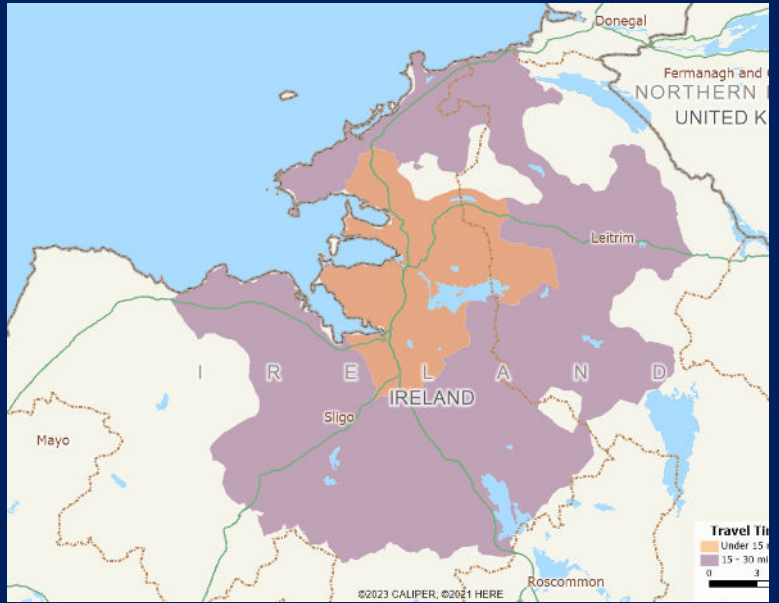 Donegal
Fermanagh and
NORTHERN
UNITED K
Leitrim
I R E L A N D
IRELAND
Sligo
Mayo
Travel Ti
Under 15
15 - 30 mi
0 3
Roscommon
©2023 CALIPER; ©2021 HERE